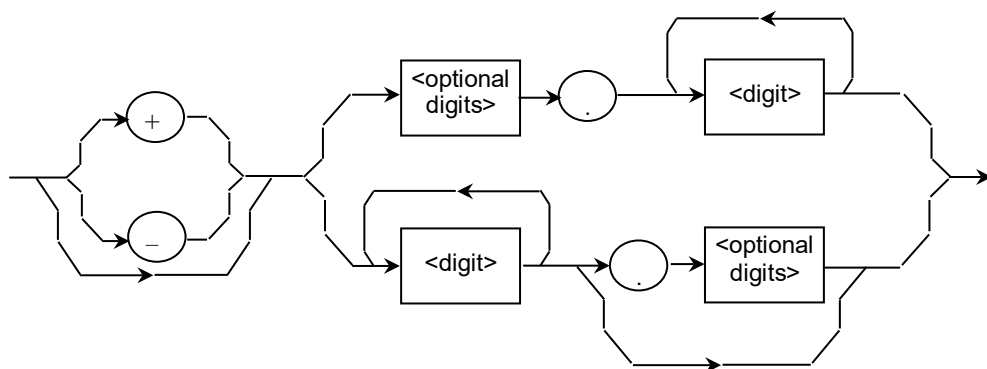 <optional
digits>
.
<digit>
+
–
<digit>
.
<optional
digits>